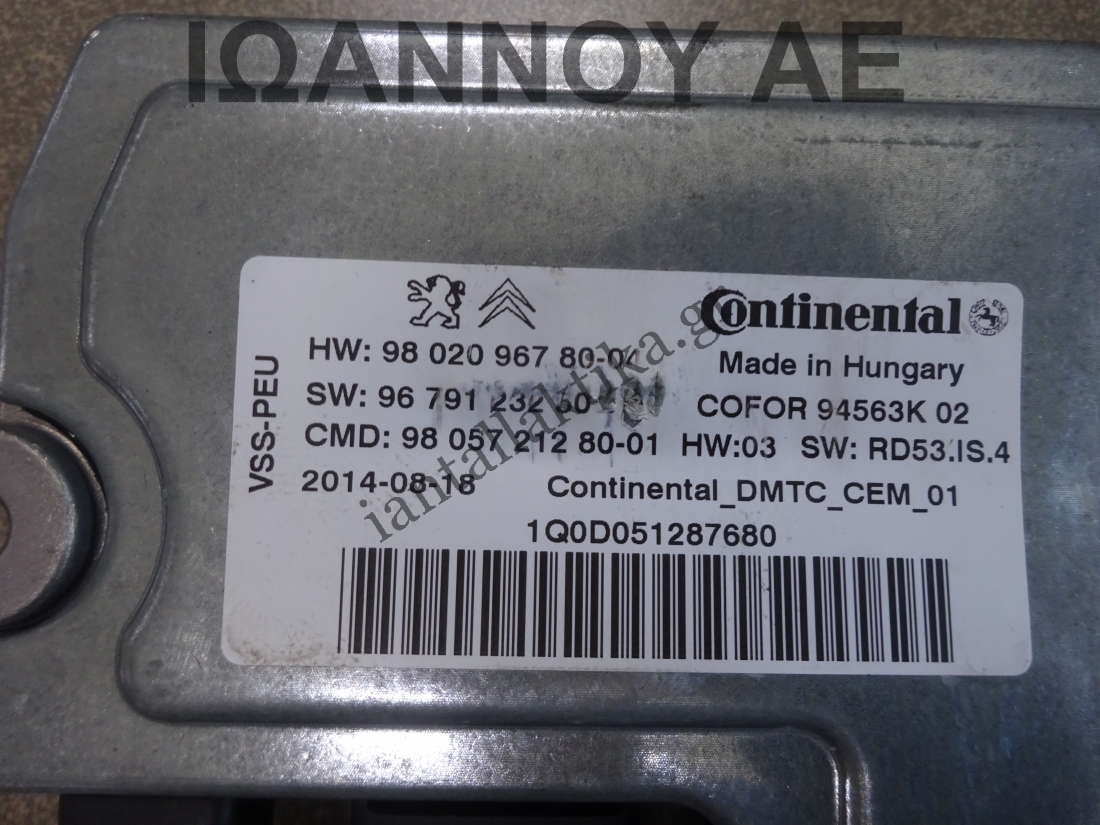 ΙΩΑΝΝΟΥ ΑΕ
Continental
HW: 98 020 967 80-04
Made in Hungary
SW: 96 791 232
COFOR 94563K 02
CMD: 98 057 212 80-01 HW:03 SW: RD53.IS.4
2014-08-18 Continental_DMTC_CEM_01
1Q0D051287680
VSS-PEU
iantallaktika.gr